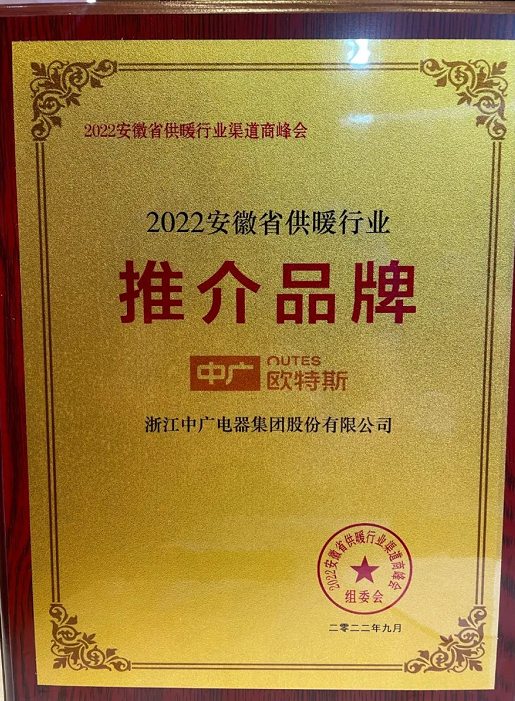 2022安徽省供暖行业渠道商峰会
2022安徽省供暖行业
推介品牌
中广
OUTES
欧特斯
浙江中广电器集团股份有限公司
2022安徽省供暖行业渠道商峰会
组委会
二零二二年九月